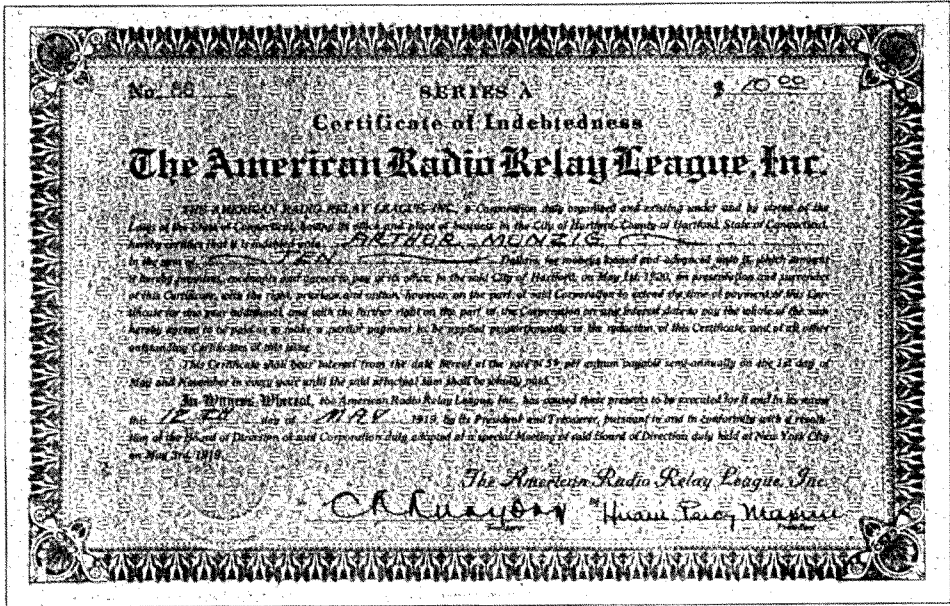 No. 86 SERIES A $ 10 00
Certificate of Indebtedness
The American Radio Relay League, Inc.
THE AMERICAN RADIO RELAY LEAGUE, INC., a Corporation duly organized and existing under and by virtue of the
Laws of the State of Connecticut, having its office and place of business in the City of Hartford, County of Hartford, State of Connecticut,
hereby certifies that it is indebted unto ARTHUR MUNZIG
in the sum of TEN Dollars, for moneys loaned and advanced unto it, which amount
it hereby promises, and agrees to pay at its office, in the said City of Hartford, on May 1st, 1920, on presentation and surrender
of this Certificate, with the right, privilege and option, however, on the part of said Corporation to extend the time of payment of this Cer-
tificate for one year additional, and with the further right on the part of the Corporation on any interest date to pay the whole of the sum
hereby agreed to be paid or to make a partial payment to be applied in the reduction of this Certificate, and of all other
outstanding Certificates of this issue.
This Certificate shall bear interest from the date hereof at the rate of 5% per annum payable semi-annually on the 1st day of
May and November in every year until the said principal sum shall be wholly paid.
In Witness Whereof, the American Radio Relay League, Inc. has caused these presents to be executed for it and in its name
this 12TH day of MAY 1919, by its President and Treasurer, pursuant to and in conformity with a resolu-
tion of the Board of Direction of said Corporation duly adopted at a special Meeting of said Board of Direction duly held at New York City
on May 3rd, 1919.
The American Radio Relay League, Inc.
By Hiram Percy Maxim
President